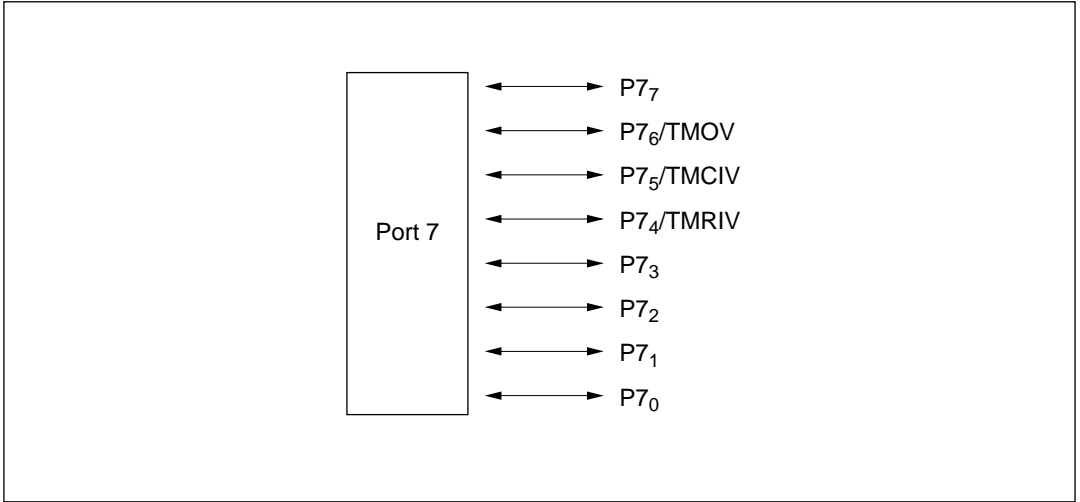 P7₇
P7₆/TMOV
P7₅/TMCIV
P7₄/TMRIV
Port 7
P7₃
P7₂
P7₁
P7₀